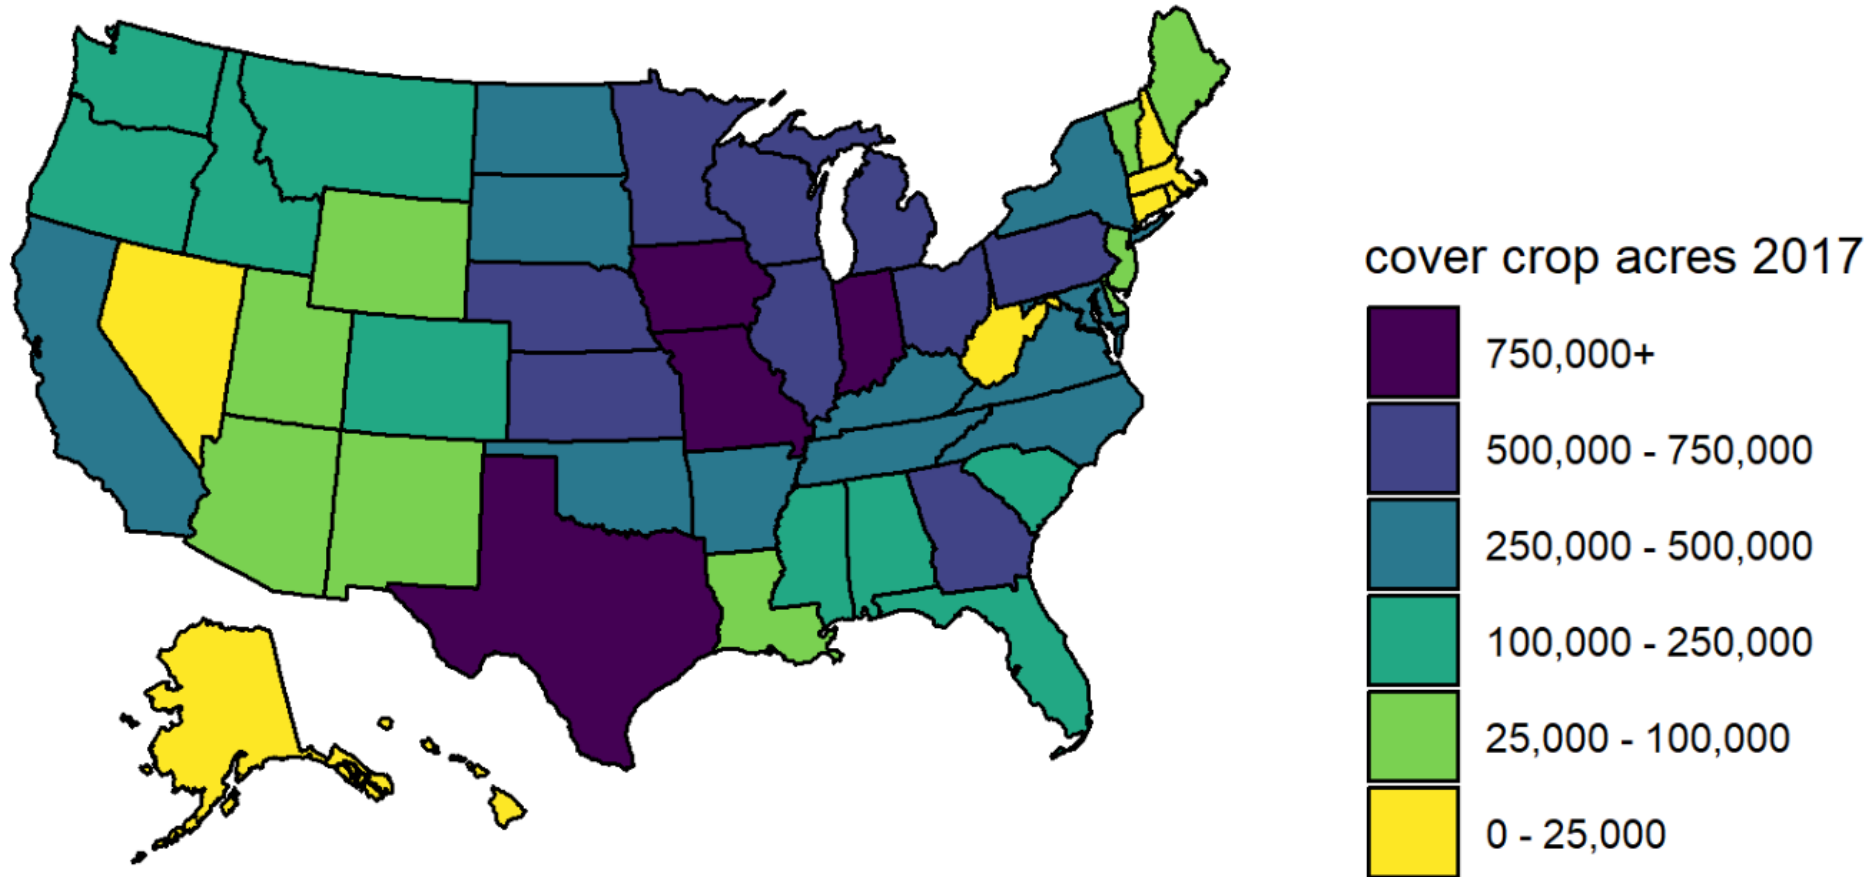 cover crop acres 2017
750,000+
500,000 - 750,000
250,000 - 500,000
100,000 - 250,000
25,000 - 100,000
0 - 25,000